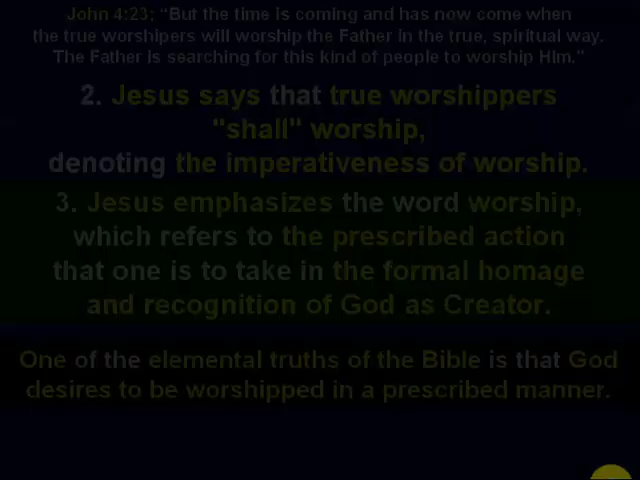 John 4:23; “But the time is coming and has now come when
the true worshipers will worship the Father in the true, spiritual way.
The Father is searching for this kind of people to worship Him.”
2. Jesus says that true worshippers
"shall" worship,
denoting the imperativeness of worship.
3. Jesus emphasizes the word worship,
which refers to the prescribed action
that one is to take in the formal homage
and recognition of God as Creator.
One of the elemental truths of the Bible is that God
desires to be worshipped in a prescribed manner.